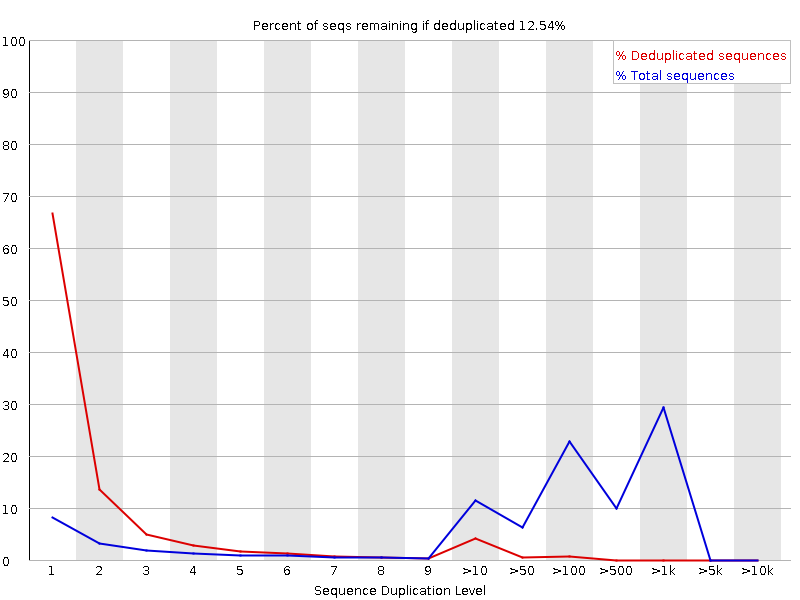 Percent of seqs remaining if deduplicated 12.54%
% Deduplicated sequences
% Total sequences
100
90
80
70
60
50
40
30
20
10
0
1 2 3 4 5 6 7 8 9 >10 >50 >100 >500 >1k >5k >10k
Sequence Duplication Level